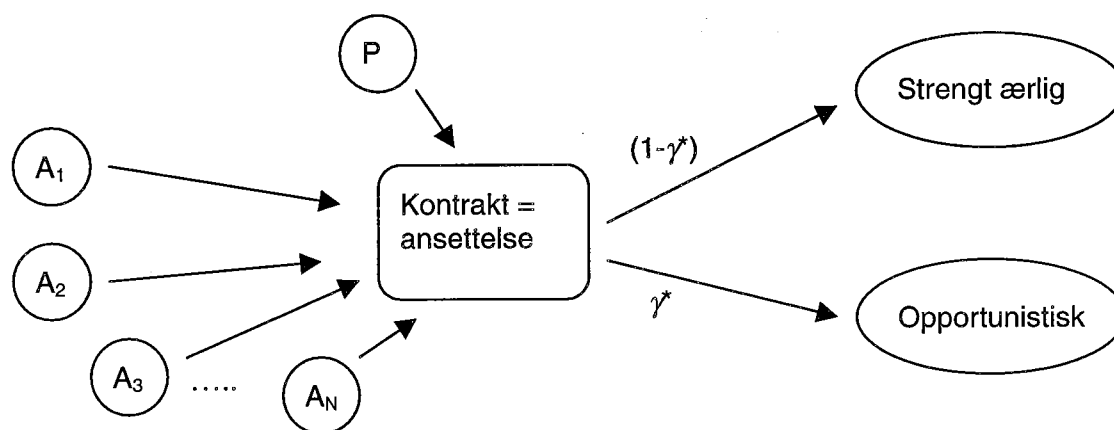 P
Strengt ærlig
(1-γ*)
A₁
Kontrakt =
ansettelse
A₂
γ*
Opportunistisk
A₃
.....
A_N